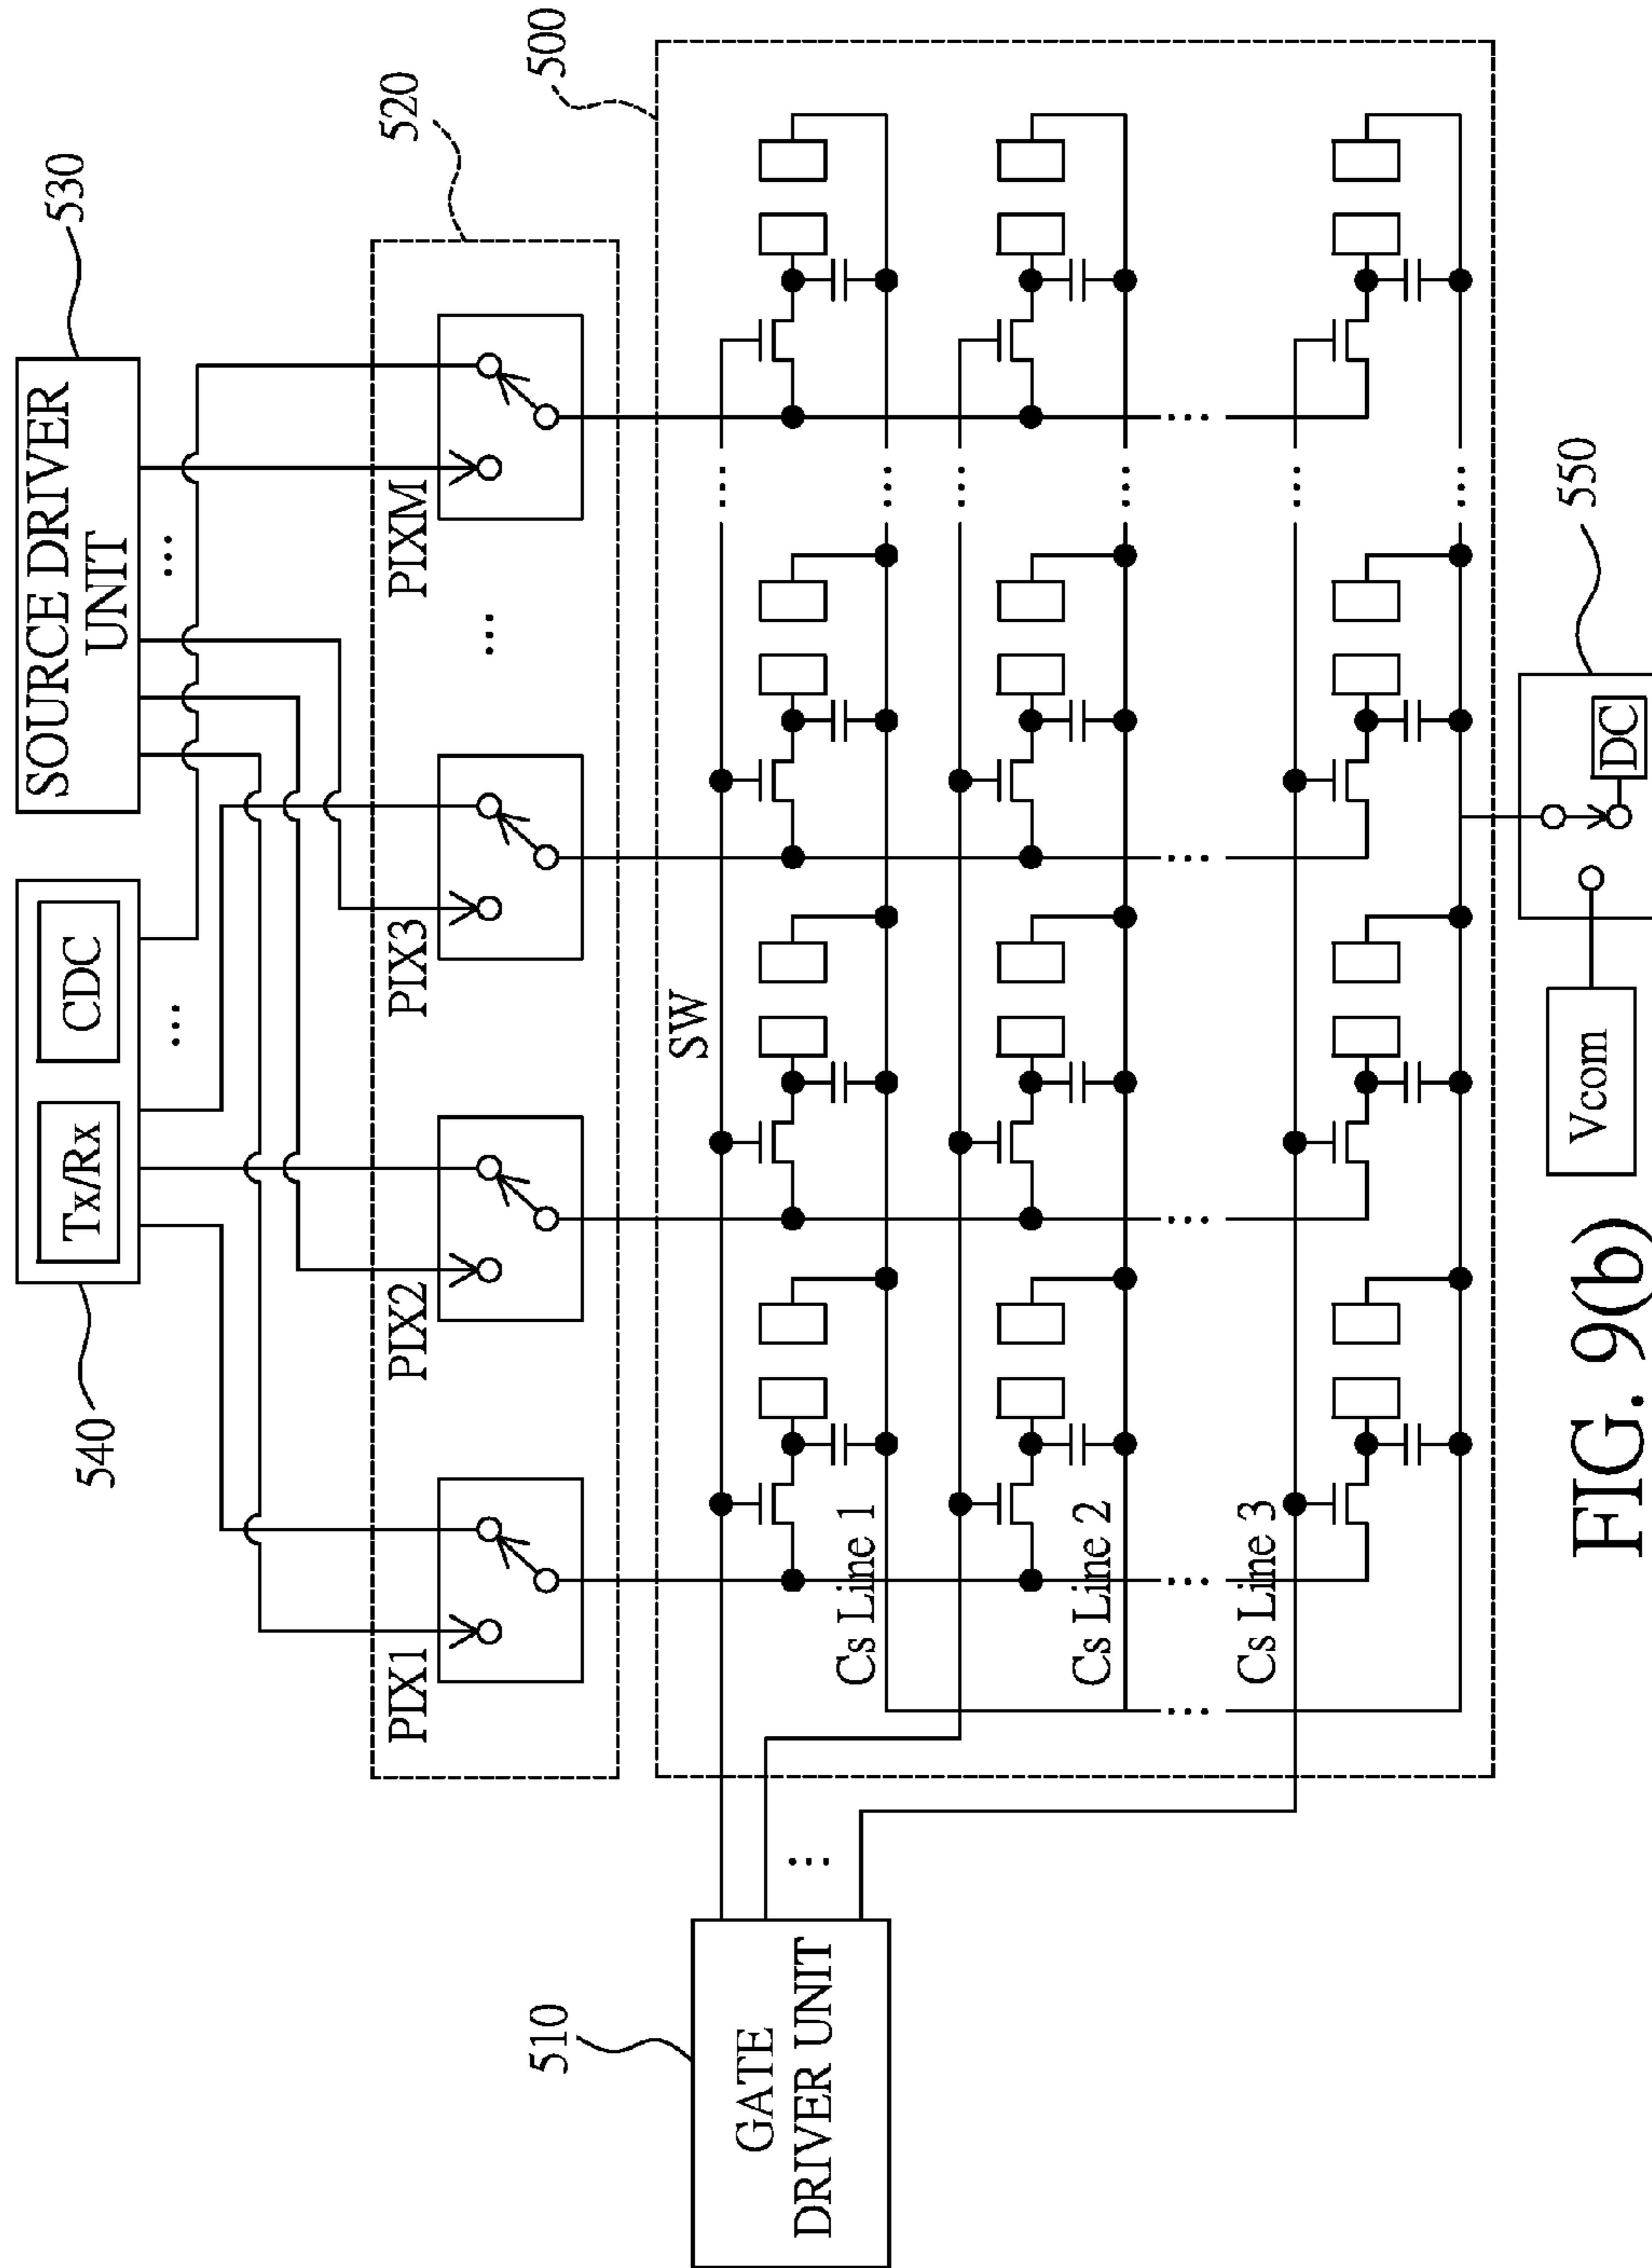 540
Tx/Rx
CDC
...
SOURCE DRIVER
UNIT
530
...
520
PIX1
PIX2
PIX3
...
PIXM
500
510
GATE
DRIVER UNIT
...
SW
...
Cs Line 1
...
...
Cs Line 2
...
...
...
...
...
...
Cs Line 3
...
...
Vcom
DC
550
FIG. 9(b)